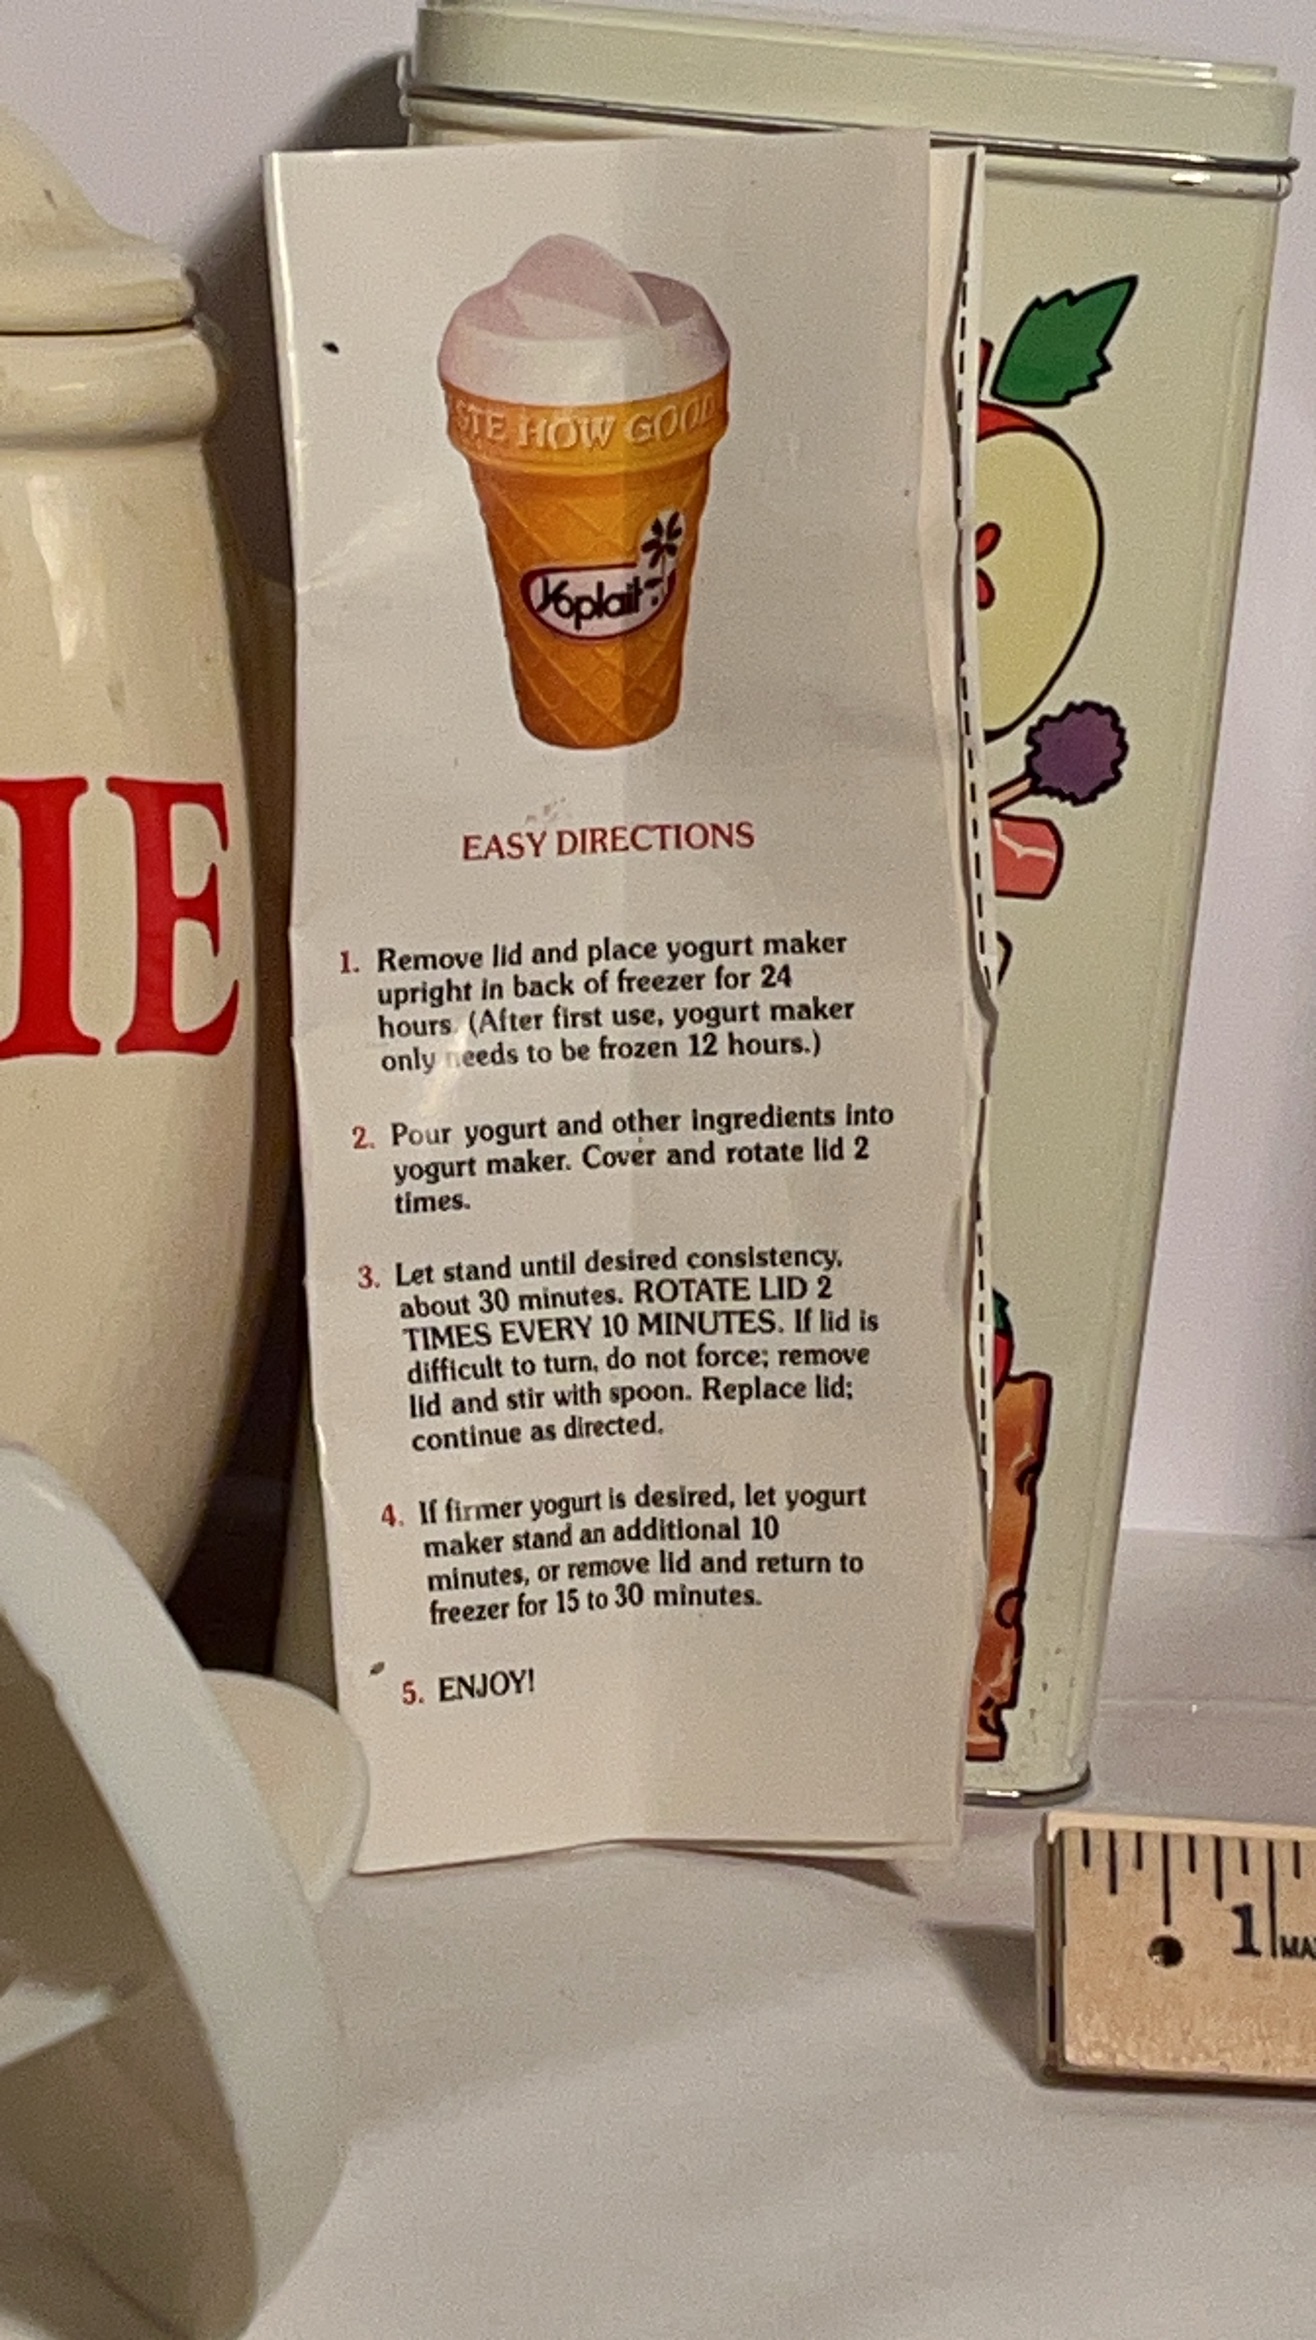 STE HOW GOOD
Yoplait
IE
EASY DIRECTIONS
1. Remove lid and place yogurt maker
upright in back of freezer for 24
hours. (After first use, yogurt maker
only needs to be frozen 12 hours.)
2. Pour yogurt and other ingredients into
yogurt maker. Cover and rotate lid 2
times.
3. Let stand until desired consistency,
about 30 minutes. ROTATE LID 2
TIMES EVERY 10 MINUTES. If lid is
difficult to turn, do not force; remove
lid and stir with spoon. Replace lid;
continue as directed.
4. If firmer yogurt is desired, let yogurt
maker stand an additional 10
minutes, or remove lid and return to
freezer for 15 to 30 minutes.
5. ENJOY!
1 MA